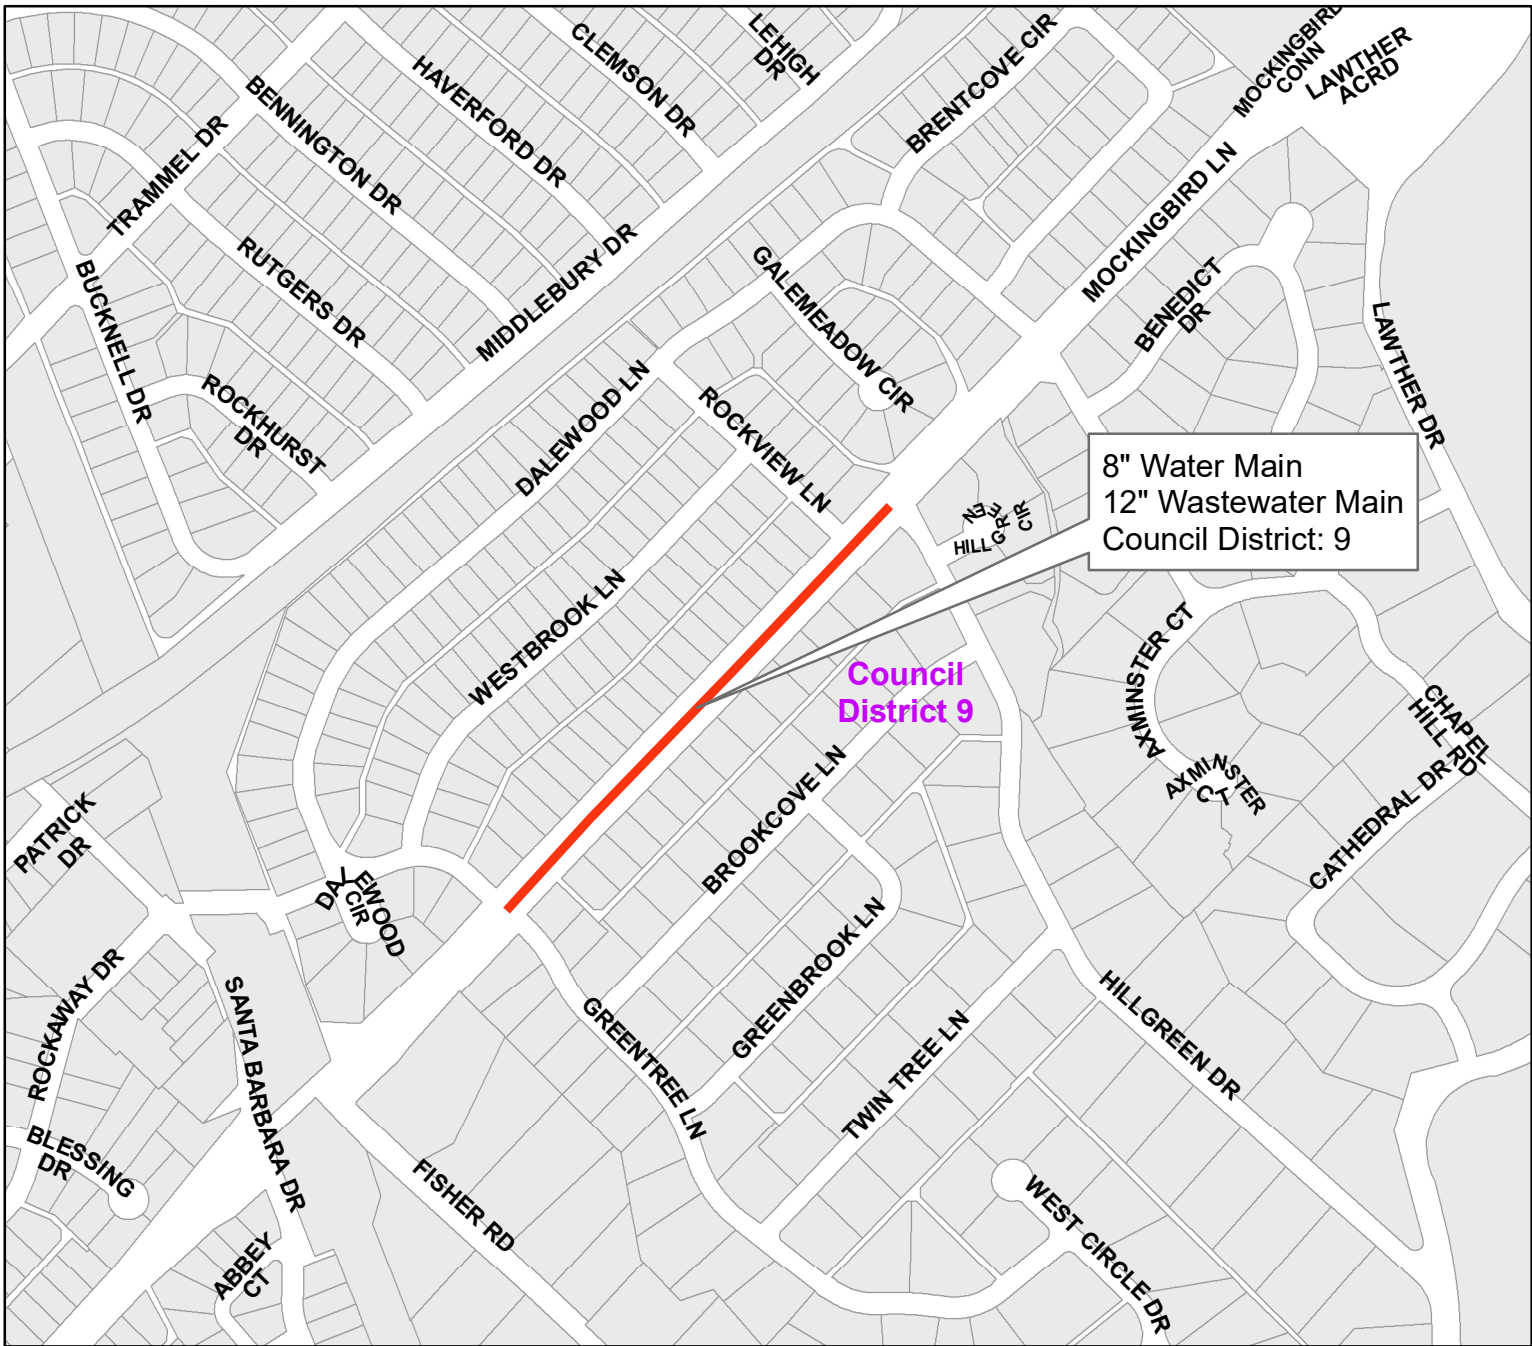 LEHIGH
DR
CLEMSON DR
HAVERFORD DR
BENNINGTON DR
TRAMMEL DR
RUTGERS DR
BUCKNELL DR
ROCKHURST
DR
MIDDLEBURY DR
BRENTCOVE CIR
MOCKINGBIRD
CONN
LAWTHER
ACRD
MOCKINGBIRD LN
BENEDICT
DR
LAWTHER DR
GALEMEADOW CIR
DALEWOOD LN
ROCKVIEW LN
8" Water Main
12" Wastewater Main
Council District: 9
HILLGREEN
CIR
WESTBROOK LN
Council
District 9
AXMINSTER CT
AXMINSTER
CT
CHAPEL
HILL RD
CATHEDRAL DR
BROOKCOVE LN
PATRICK
DR
DALEWOOD
CIR
GREENBROOK LN
ROCKAWAY DR
SANTA BARBARA DR
GREENTREE LN
TWIN TREE LN
HILLGREEN DR
BLESSING
DR
FISHER RD
WEST CIRCLE DR
ABBEY
CT